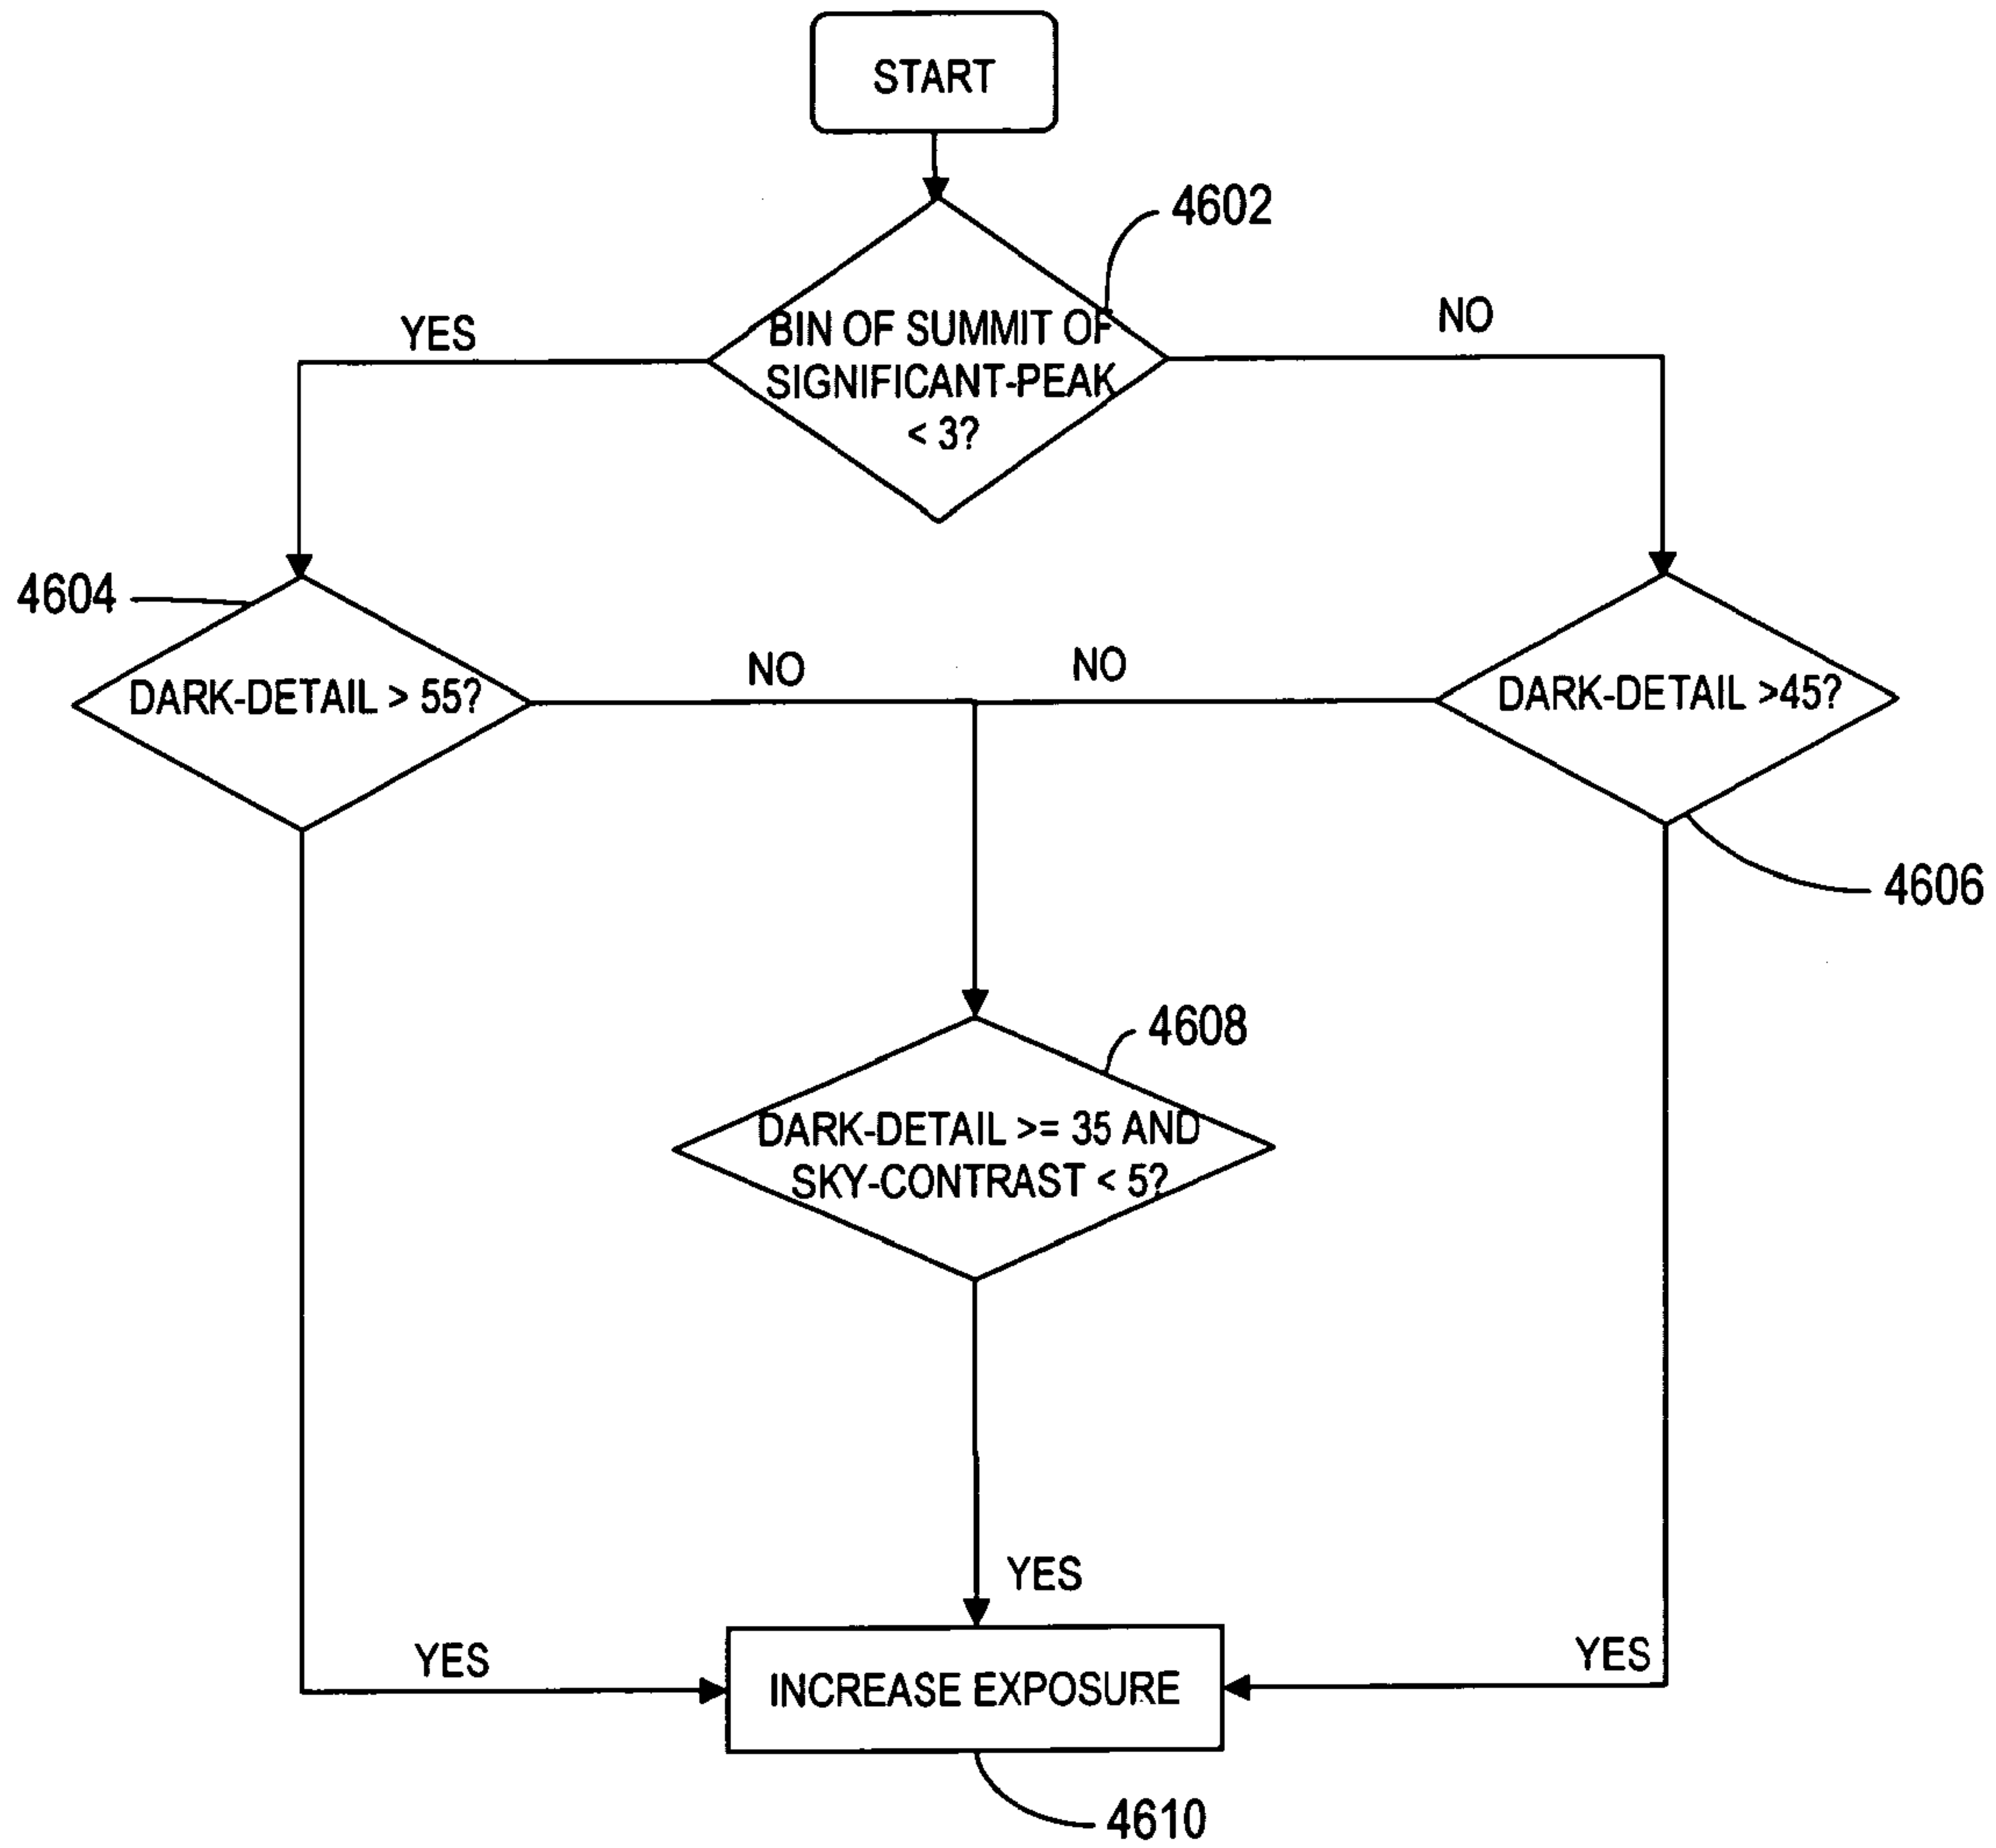 START
4602
BIN OF SUMMIT OF
SIGNIFICANT-PEAK
< 3?
YES
NO
4604
DARK-DETAIL > 55?
NO
NO
DARK-DETAIL >45?
4606
4608
DARK-DETAIL >= 35 AND
SKY-CONTRAST < 5?
YES
YES
YES
INCREASE EXPOSURE
4610